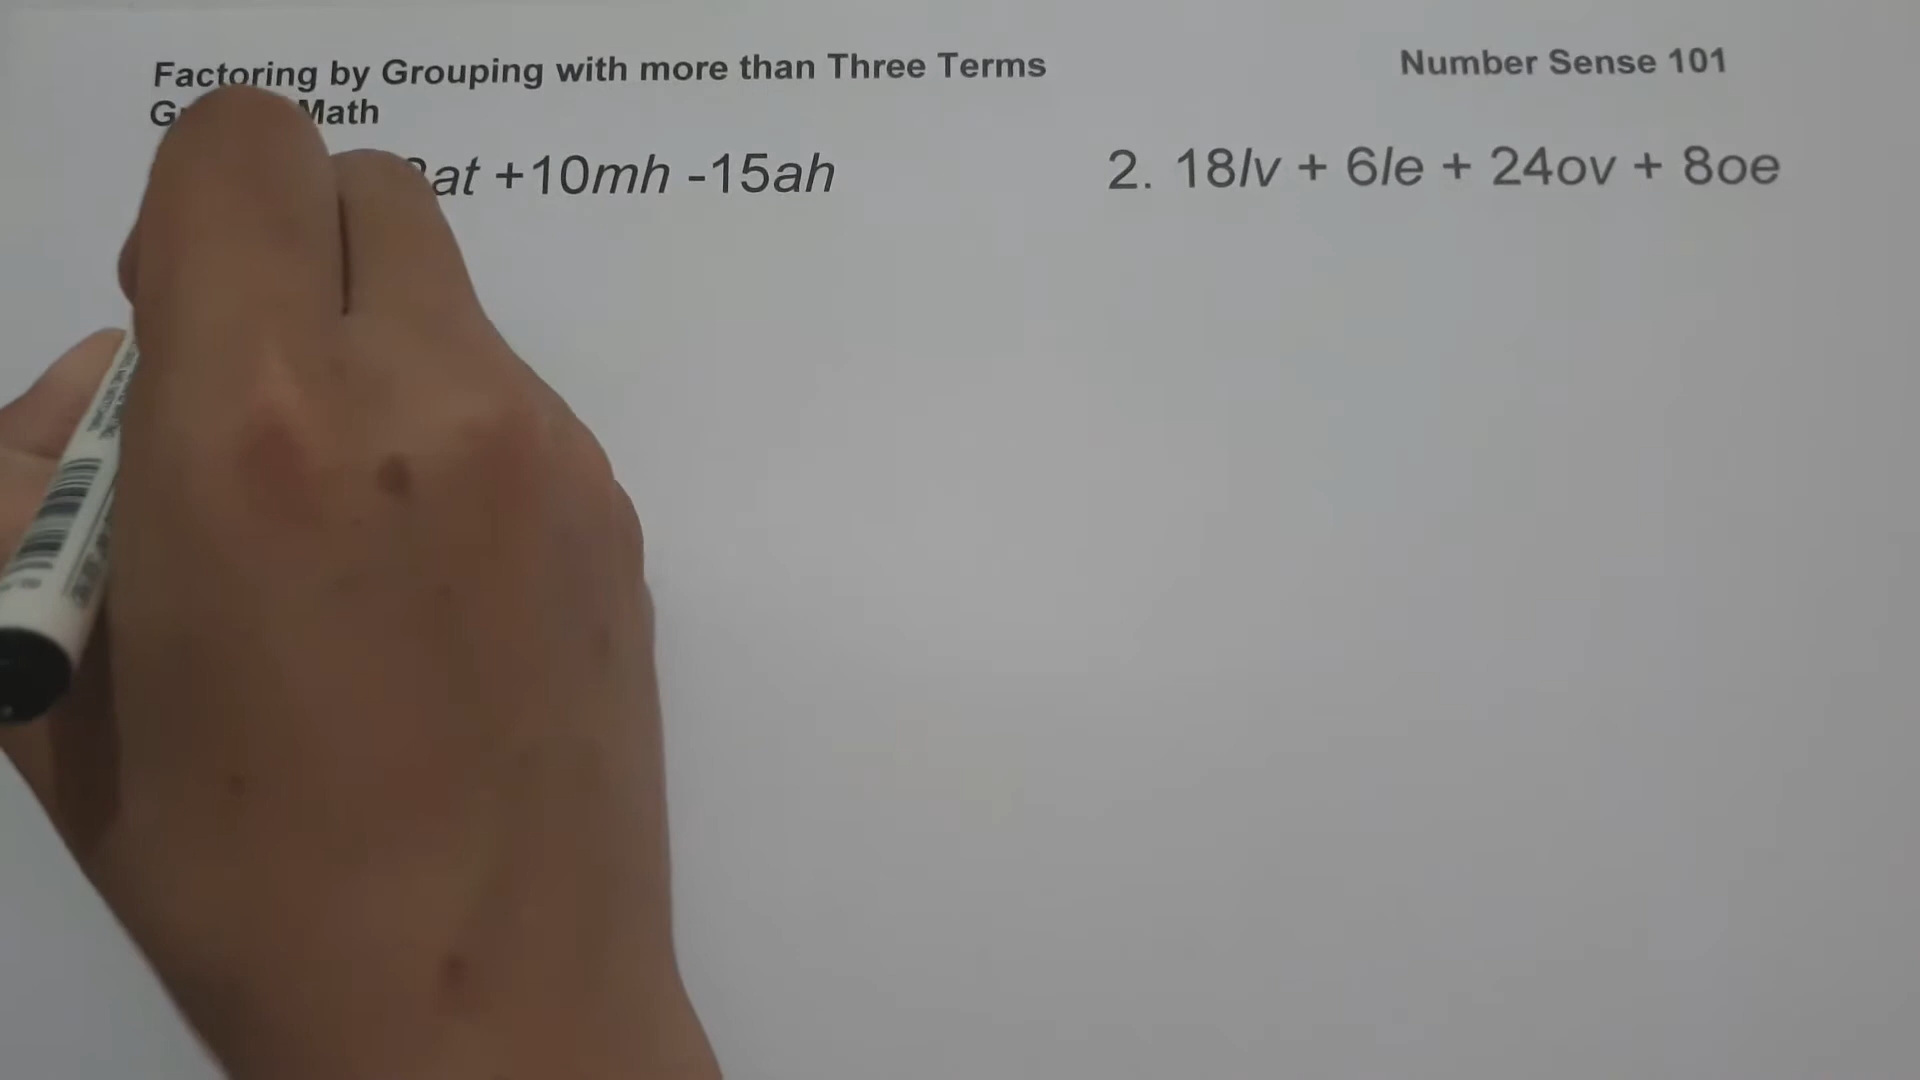 Factoring by Grouping with more than Three Terms
Number Sense 101
Math
at +10mh -15ah
2. 18lv + 6le + 24ov + 8oe